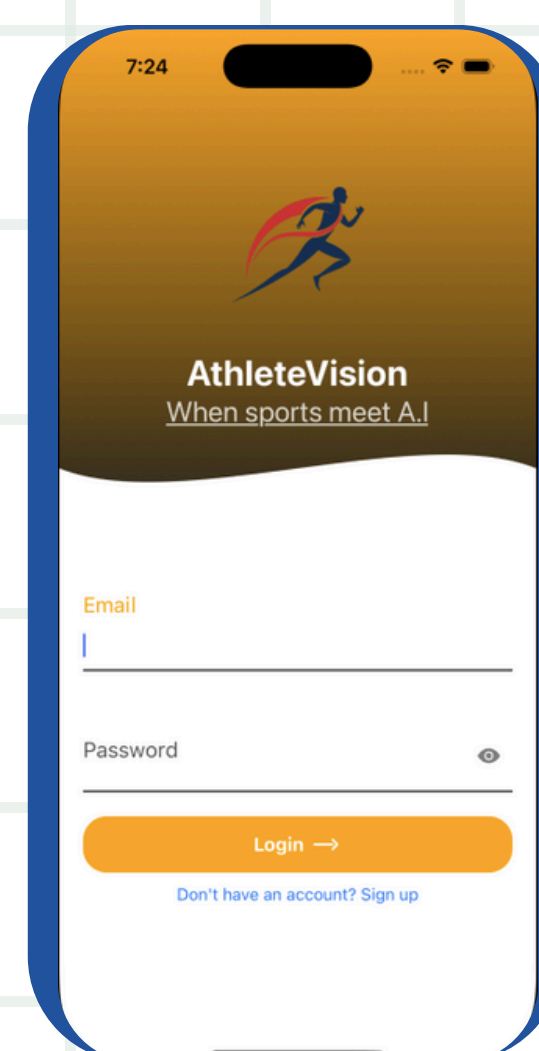 7:24
AthleteVision
When sports meet A.I
Email
Password
Login →
Don't have an account? Sign up